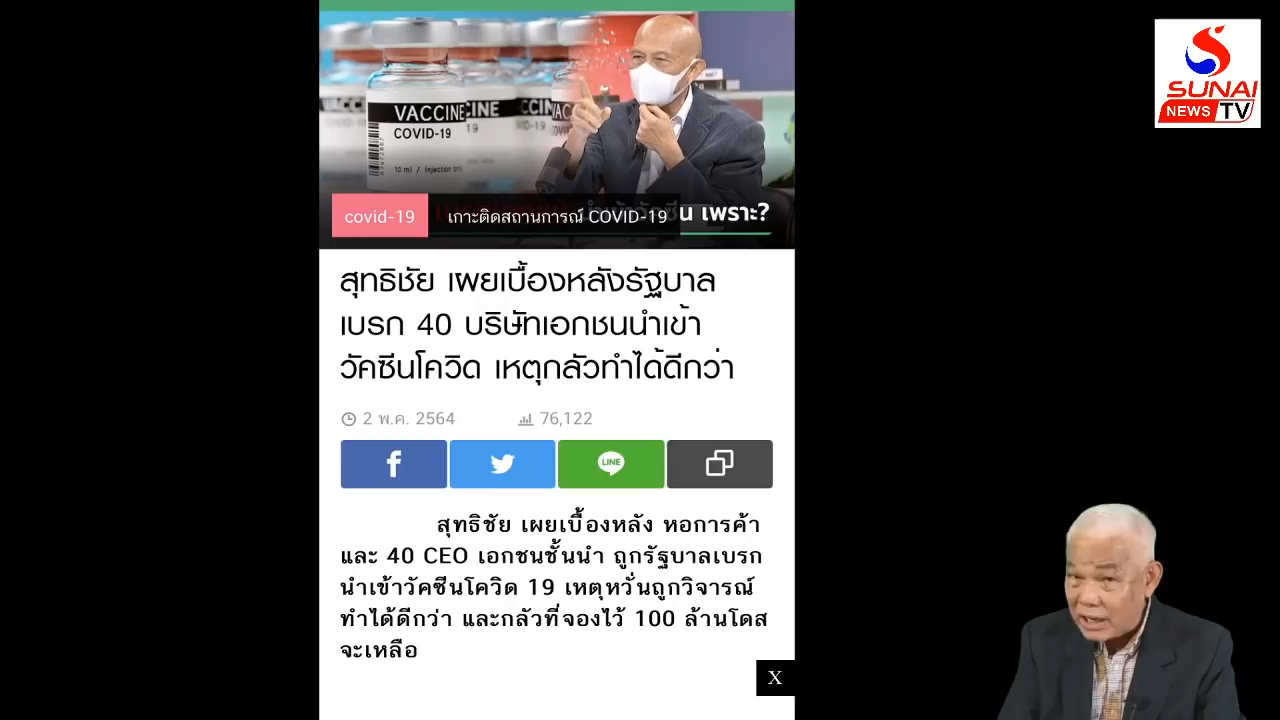 SUNAI
NEWS TV
VACCINE
COVID-19
10 ml / Injection only
covid-19
เกาะติดสถานการณ์ COVID-19
น เพราะ?
สุทธิชัย เผยเบื้องหลังรัฐบาล
เบรก 40 บริษัทเอกชนนำเข้า
วัคซีนโควิด เหตุกลัวทำได้ดีกว่า
2 พ.ค. 2564
76,122
LINE
สุทธิชัย เผยเบื้องหลัง หอการค้า
และ 40 CEO เอกชนชั้นนำ ถูกรัฐบาลเบรก
นำเข้าวัคซีนโควิด 19 เหตุหวั่นถูกวิจารณ์
ทำได้ดีกว่า และกลัวที่จองไว้ 100 ล้านโดส
จะเหลือ
X